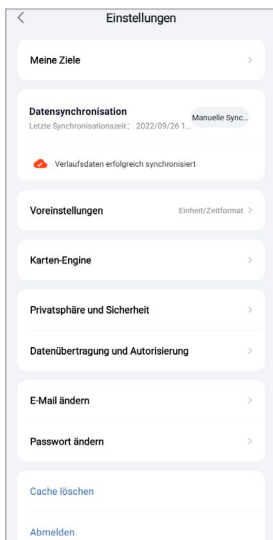 Einstellungen
Meine Ziele
Datensynchronisation
Manuelle Sync...
Letzte Synchronisationszeit: 2022/09/26 1...
Verlaufsdaten erfolgreich synchronisiert
Voreinstellungen
Einheit/Zeitformat
Karten-Engine
Privatsphäre und Sicherheit
Datenübertragung und Autorisierung
E-Mail ändern
Passwort ändern
Cache löschen
Abmelden